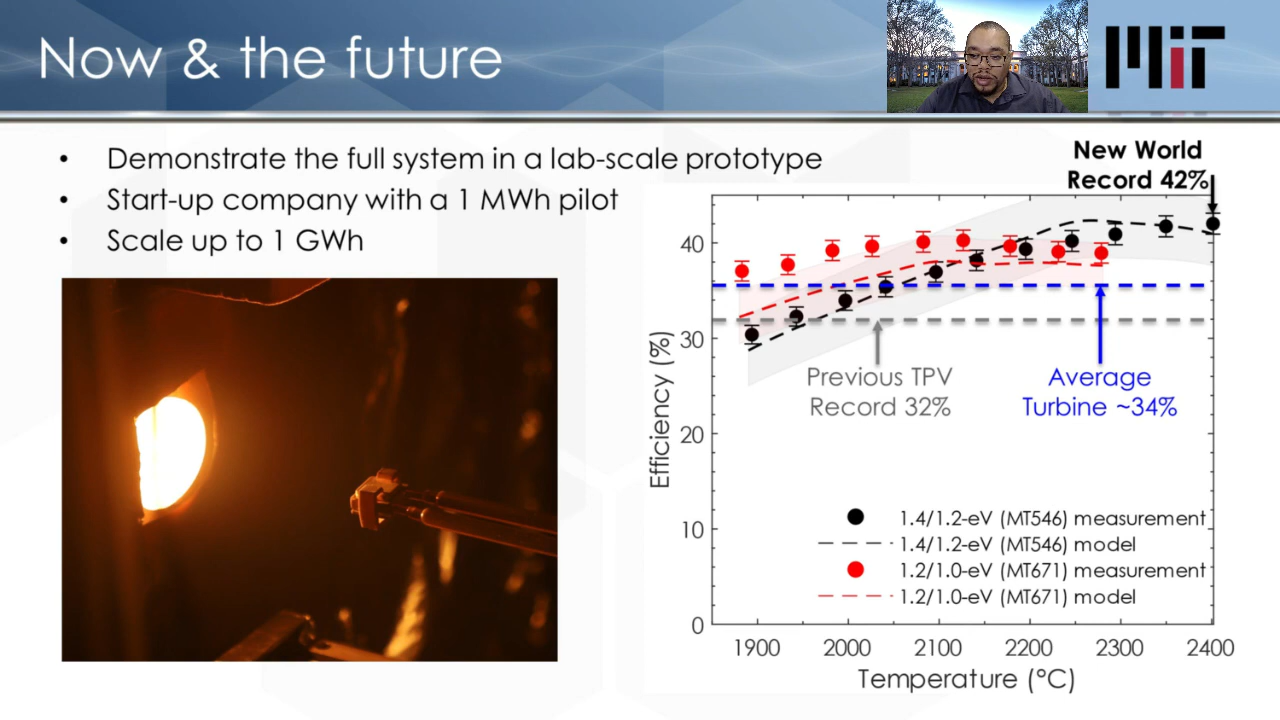 Now & the future
MIT
• Demonstrate the full system in a lab-scale prototype
• Start-up company with a 1 MWh pilot
• Scale up to 1 GWh
New World
Record 42%
Efficiency (%)
40
30
20
10
0
Previous TPV
Record 32%
Average
Turbine ~34%
1.4/1.2-eV (MT546) measurement
1.4/1.2-eV (MT546) model
1.2/1.0-eV (MT671) measurement
1.2/1.0-eV (MT671) model
1900 2000 2100 2200 2300 2400
Temperature (°C)